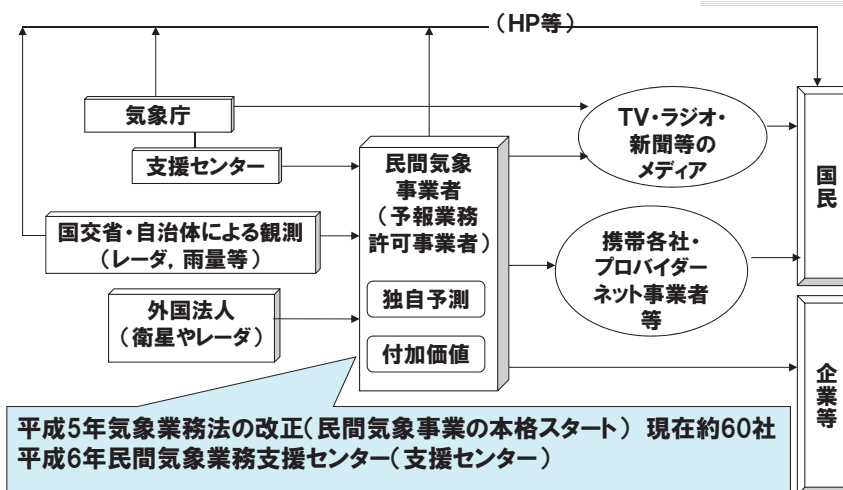 （HP等）
気象庁
支援センター
国交省・自治体による観測
（レーダ，雨量等）
外国法人
（衛星やレーダ）
民間気象
事業者
（予報業務
許可事業者）
独自予測
付加価値
TV・ラジオ・
新聞等の
メディア
携帯各社・
プロバイダー
ネット事業者
等
国民
企業等
平成5年気象業務法の改正（民間気象事業の本格スタート） 現在約60社
平成6年民間気象業務支援センター（支援センター）